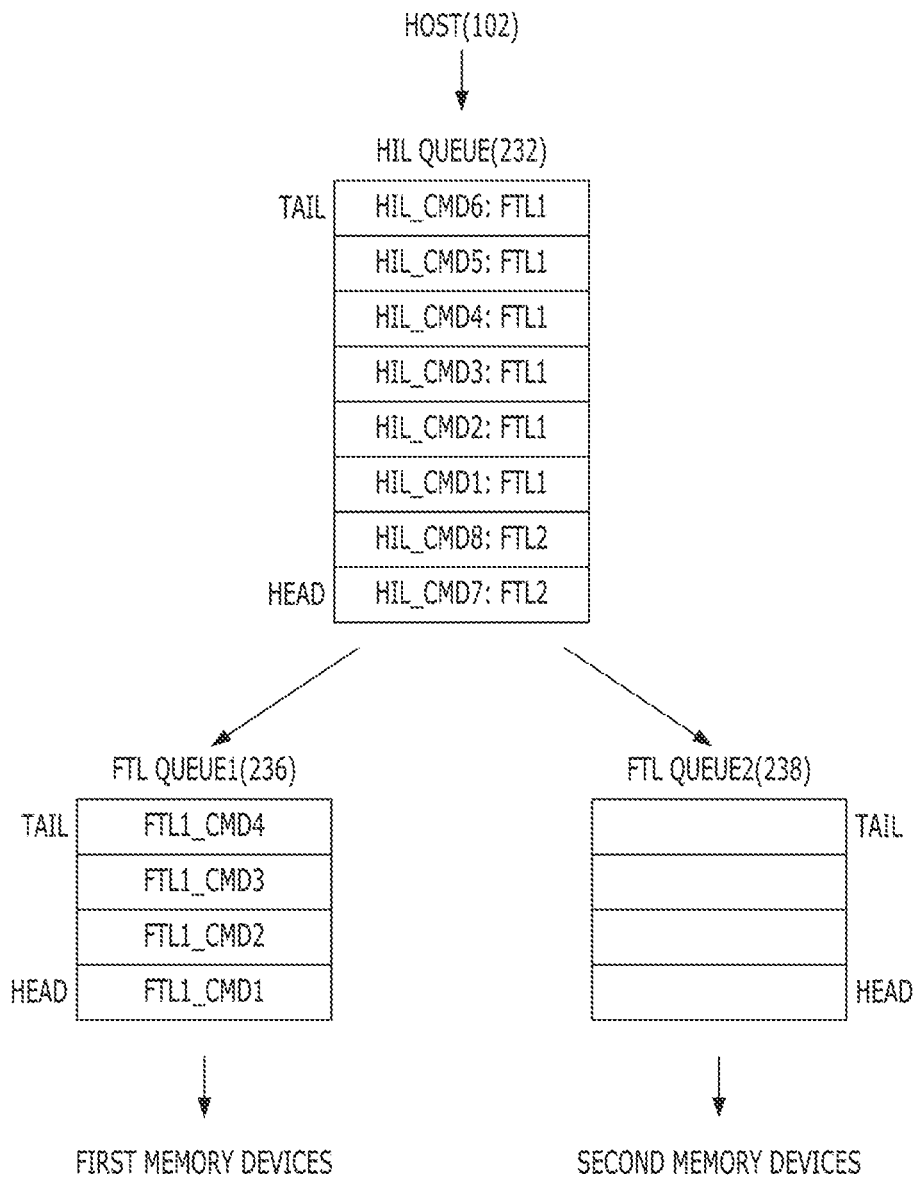 HOST(102)
HIL QUEUE(232)
TAIL HIL_CMD6: FTL1
HIL_CMD5: FTL1
HIL_CMD4: FTL1
HIL_CMD3: FTL1
HIL_CMD2: FTL1
HIL_CMD1: FTL1
HIL_CMD8: FTL2
HEAD HIL_CMD7: FTL2
FTL QUEUE1(236)
TAIL FTL1_CMD4
FTL1_CMD3
FTL1_CMD2
HEAD FTL1_CMD1
FIRST MEMORY DEVICES
FTL QUEUE2(238)
TAIL
HEAD
SECOND MEMORY DEVICES